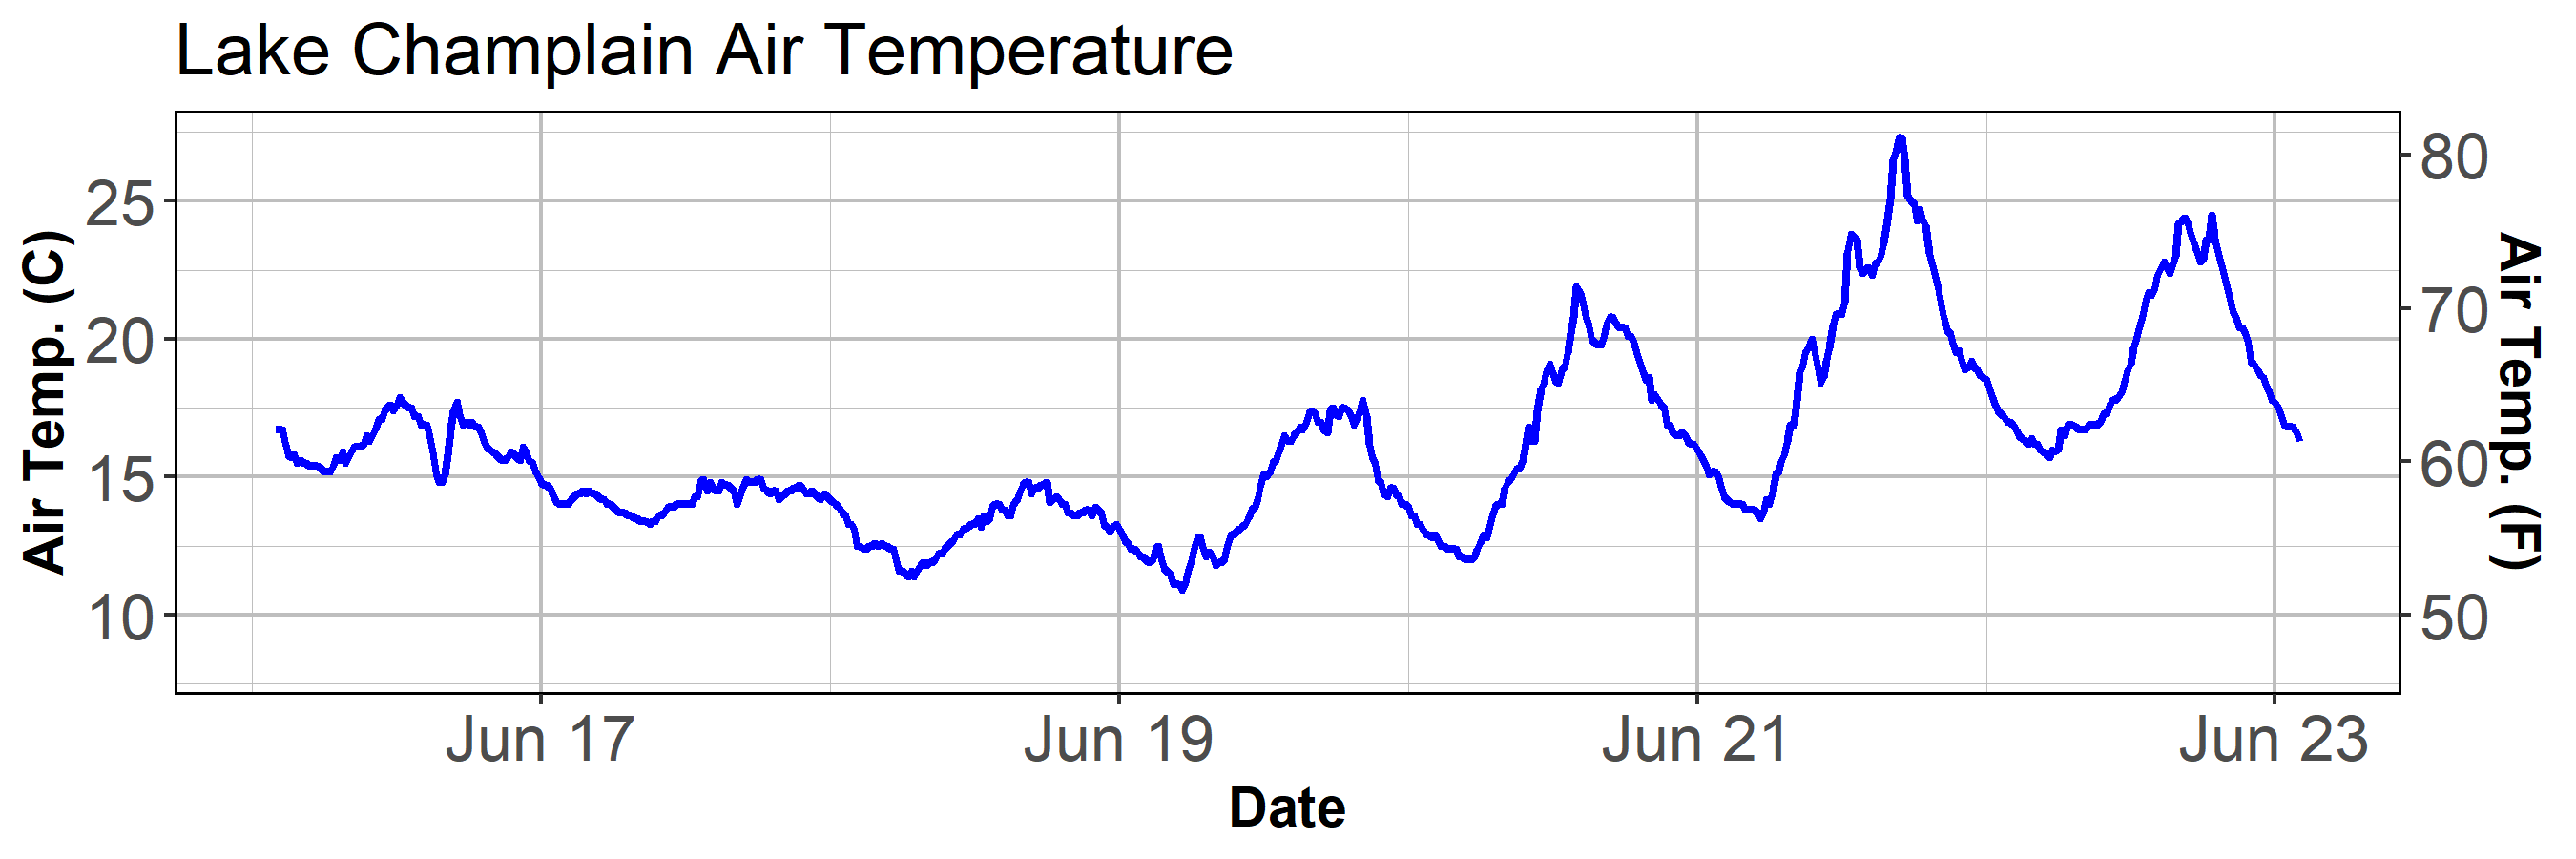 Lake Champlain Air Temperature
Air Temp. (C)
25
20
15
10
80
70
60
50
Air Temp. (F)
Jun 17
Jun 19
Jun 21
Jun 23
Date